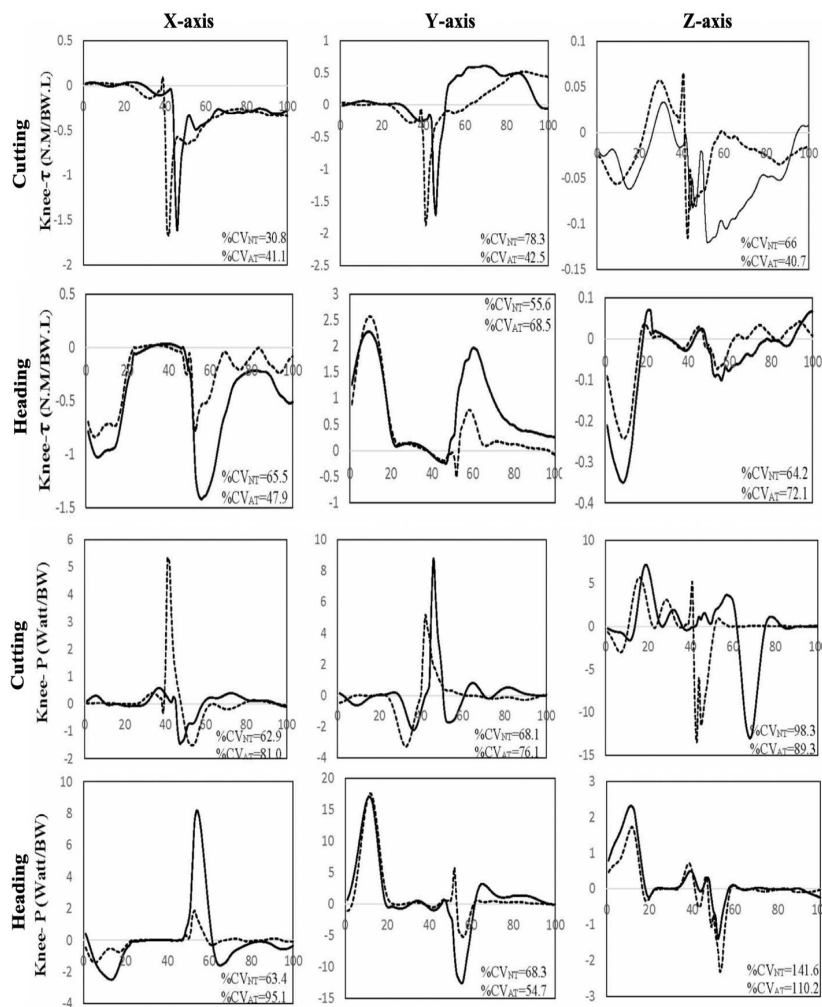 X-axis Y-axis Z-axis
Cutting
Knee-τ (N.M/BW.L)
0.5
0
-0.5
-1
-1.5
-2
0 20 40 60 80 100
%CVNT=30.8
%CVAT=41.1
1.5
1
0.5
0
-0.5
-1
-1.5
-2
-2.5
0 20 40 60 80 100
%CVNT=78.3
%CVAT=42.5
0.1
0.05
0
-0.05
-0.1
-0.15
0 20 40 60 80 100
%CVNT=66
%CVAT=40.7
Heading
Knee-τ (N.M/BW.L)
0.5
0
-0.5
-1
-1.5
0 20 40 60 80 100
%CVNT=65.5
%CVAT=47.9
%CVNT=55.6
%CVAT=68.5
3
2.5
2
1.5
1
0.5
0
-0.5
-1
0 20 40 60 80 100
0.1
0
-0.1
-0.2
-0.3
-0.4
0 20 40 60 80 100
%CVNT=64.2
%CVAT=72.1
Cutting
Knee- P (Watt/BW)
6
5
4
3
2
1
0
-1
-2
0 20 40 60 80 100
%CVNT=62.9
%CVAT=81.0
10
8
6
4
2
0
-2
-4
0 20 40 60 80 100
%CVNT=68.1
%CVAT=76.1
10
5
0
-5
-10
-15
0 20 40 60 80 100
%CVNT=98.3
%CVAT=89.3
Heading
Knee- P (Watt/BW)
10
8
6
4
2
0
-2
-4
0 20 40 60 80 100
%CVNT=63.4
%CVAT=95.1
20
15
10
5
0
-5
-10
-15
0 20 40 60 80 100
%CVNT=68.3
%CVAT=54.7
3
2
1
0
-1
-2
-3
0 20 40 60 80 100
%CVNT=141.6
%CVAT=110.2